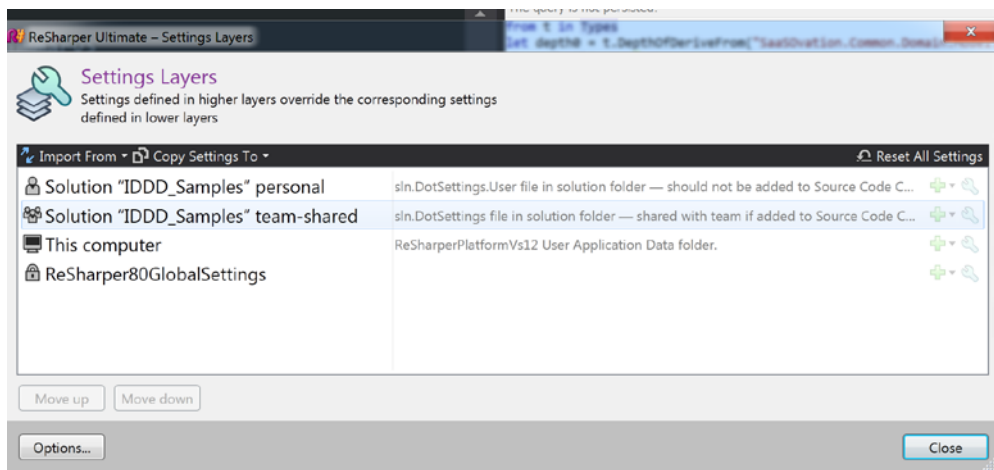 The query is not persisted.
ReSharper Ultimate – Settings Layers
from t in Types
let depth0 = t.DepthOfDeriveFrom("SaaSOvation.Common.Domain
Settings Layers
Settings defined in higher layers override the corresponding settings
defined in lower layers
Import From Copy Settings To Reset All Settings
Solution "IDDD_Samples" personal sln.DotSettings.User file in solution folder — should not be added to Source Code C...
Solution "IDDD_Samples" team-shared sln.DotSettings file in solution folder — shared with team if added to Source Code C...
This computer ReSharperPlatformVs12 User Application Data folder.
ReSharper80GlobalSettings
Move up Move down
Options... Close